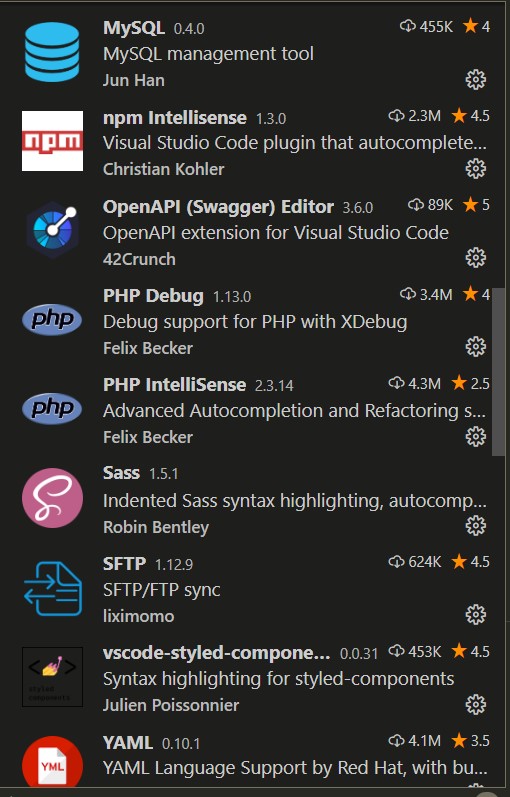 MySQL 0.4.0 455K 4
MySQL management tool
Jun Han
npm
npm Intellisense 1.3.0 2.3M 4.5
Visual Studio Code plugin that autocomplete...
Christian Kohler
OpenAPI (Swagger) Editor 3.6.0 89K 5
OpenAPI extension for Visual Studio Code
42Crunch
php
PHP Debug 1.13.0 3.4M 4
Debug support for PHP with XDebug
Felix Becker
php
PHP IntelliSense 2.3.14 4.3M 2.5
Advanced Autocompletion and Refactoring s...
Felix Becker
Sass 1.5.1
Indented Sass syntax highlighting, autocomp...
Robin Bentley
SFTP 1.12.9 624K 4.5
SFTP/FTP sync
liximomo
styled
components
vscode-styled-compone... 0.0.31 453K 4.5
Syntax highlighting for styled-components
Julien Poissonnier
YML
YAML 0.10.1 4.1M 3.5
YAML Language Support by Red Hat, with bu...